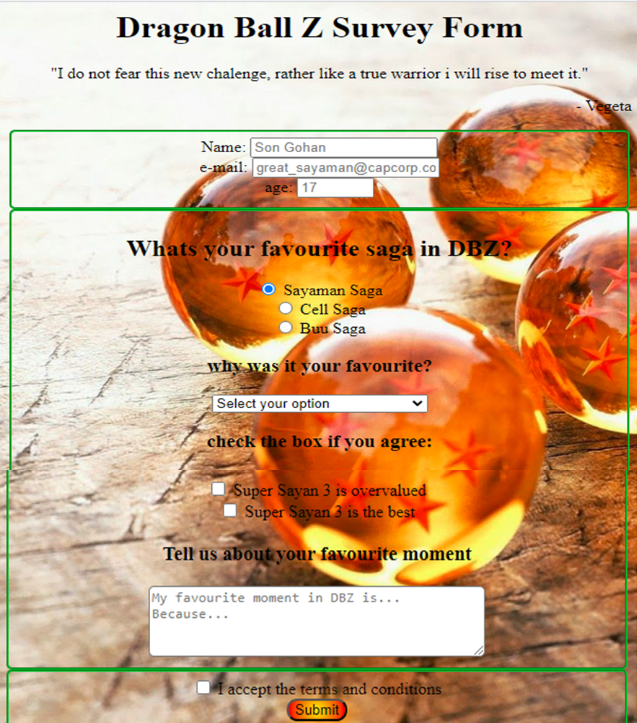 Dragon Ball Z Survey Form
"I do not fear this new chalenge, rather like a true warrior i will rise to meet it."
- Vegeta
Name: Son Gohan
e-mail: great_sayaman@capcorp.co
age: 17
Whats your favourite saga in DBZ?
Sayaman Saga
Cell Saga
Buu Saga
why was it your favourite?
Select your option
check the box if you agree:
Super Sayan 3 is overvalued
Super Sayan 3 is the best
Tell us about your favourite moment
My favourite moment in DBZ is...
Because...
I accept the terms and conditions
Submit